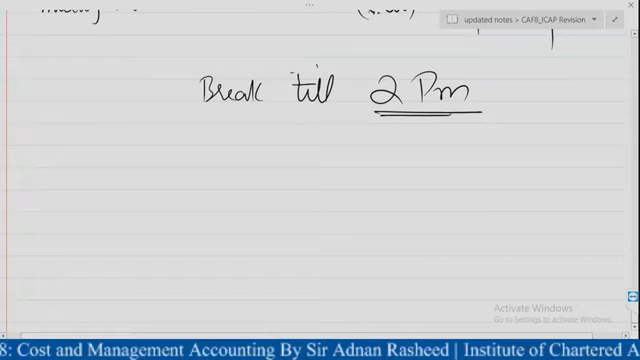 updated notes > CAF8_ICAP Revision
Break till 2 Pm
Activate Windows
Go to Settings to activate Windows.
8: Cost and Management Accounting By Sir Adnan Rasheed | Institute of Chartered A